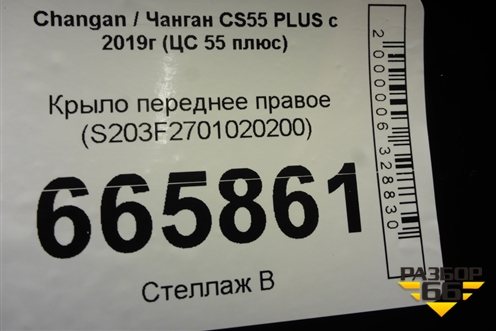 Changan / Чанган CS55 PLUS с
2019г (ЦС 55 плюс)
Крыло переднее правое
(S203F2701020200)
665861
Стеллаж В
2000006328830
РАЗБОР
66